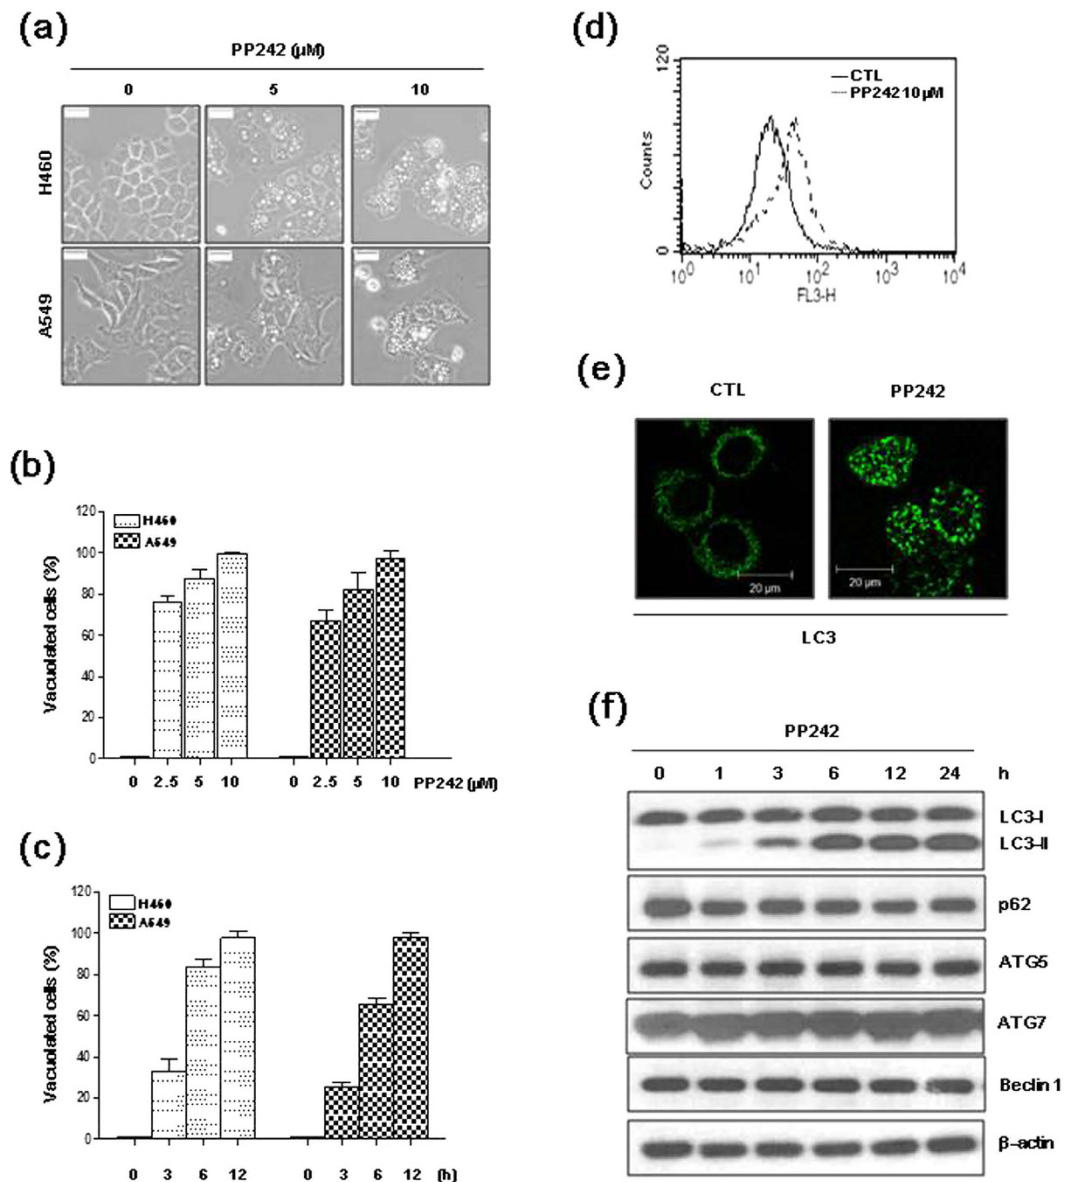 (a)
PP242 (μM)
0 5 10
H460
A549
(b)
Vacuolated cells (%)
120
100
80
60
40
20
0
H460
A549
0 2.5 5 10 0 2.5 5 10 PP242 (μM)
(c)
Vacuolated cells (%)
120
100
80
60
40
20
0
H460
A549
0 3 6 12 0 3 6 12 [h]
(d)
Counts
120
0
CTL
PP242 10 μM
10⁰ 10¹ 10² 10³ 10⁴
FL3-H
(e)
CTL PP242
20 μm 20 μm
LC3
(f)
PP242
0 1 3 6 12 24 h
LC3-I
LC3-II
p62
ATG5
ATG7
Beclin 1
β-actin